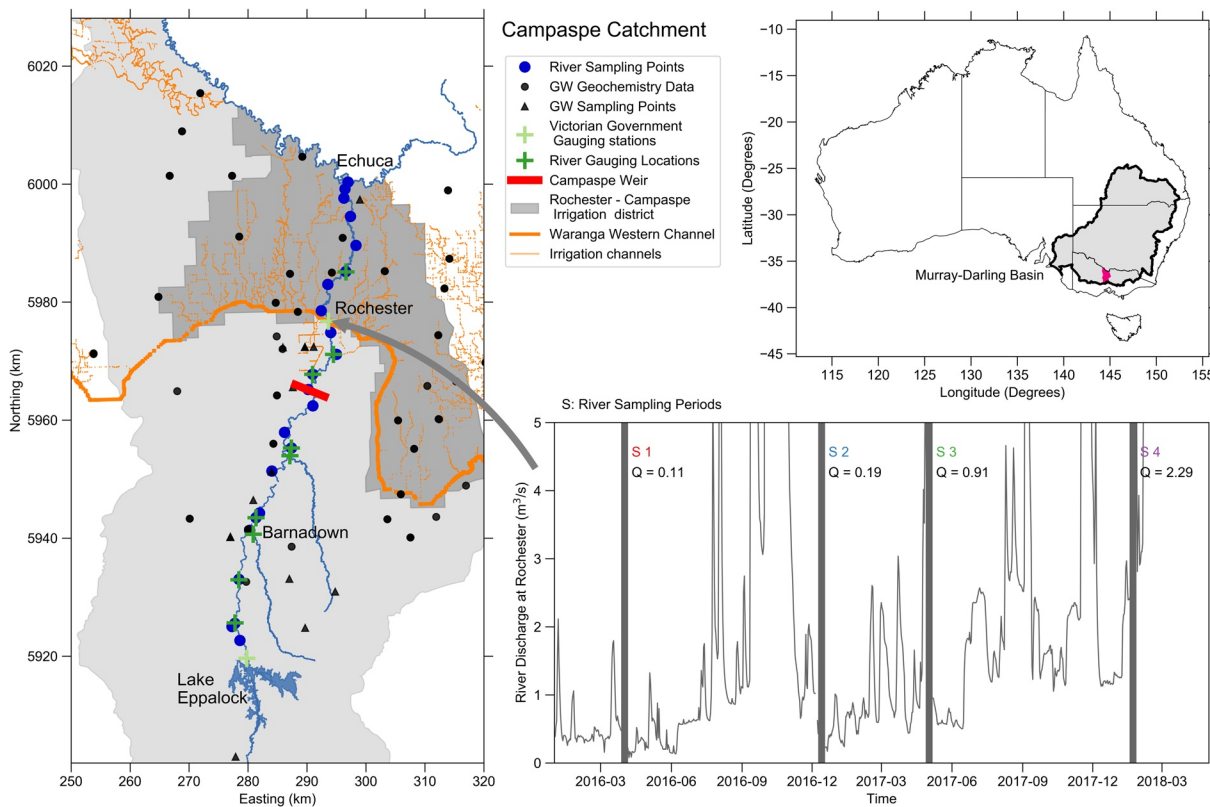 Campaspe Catchment
River Sampling Points
GW Geochemistry Data
GW Sampling Points
Victorian Government
Gauging stations
River Gauging Locations
Campaspe Weir
Rochester - Campaspe
Irrigation district
Waranga Western Channel
Irrigation channels
Northing (km)
6020
6000
5980
5960
5940
5920
Echuca
Rochester
Barnadown
Lake
Eppalock
250
260
270
280
290
300
310
320
Easting (km)
Latitude (Degrees)
−10
−15
−20
−25
−30
−35
−40
−45
Murray-Darling Basin
115
120
125
130
135
140
145
150
155
Longitude (Degrees)
S: River Sampling Periods
River Discharge at Rochester (m³/s)
5
4
3
2
1
0
S 1
Q = 0.11
S 2
Q = 0.19
S 3
Q = 0.91
S 4
Q = 2.29
2016-03
2016-06
2016-09
2016-12
2017-03
2017-06
2017-09
2017-12
2018-03
Time